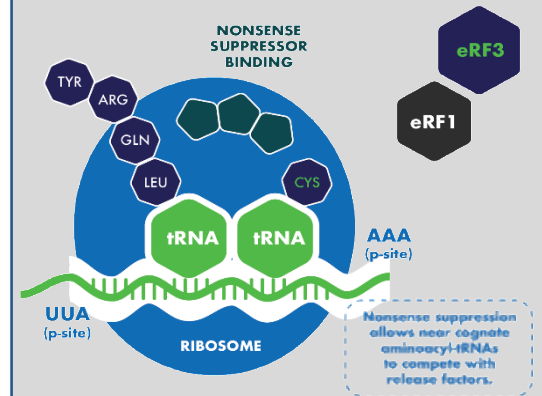 NONSENSE
SUPPRESSOR
BINDING
eRF3
eRF1
TYR
ARG
GLN
LEU
CYS
tRNA
tRNA
AAA
(p-site)
UUA
(p-site)
RIBOSOME
Nonsense suppression
allows near cognate
aminoacyl-tRNAs
to compete with
release factors.